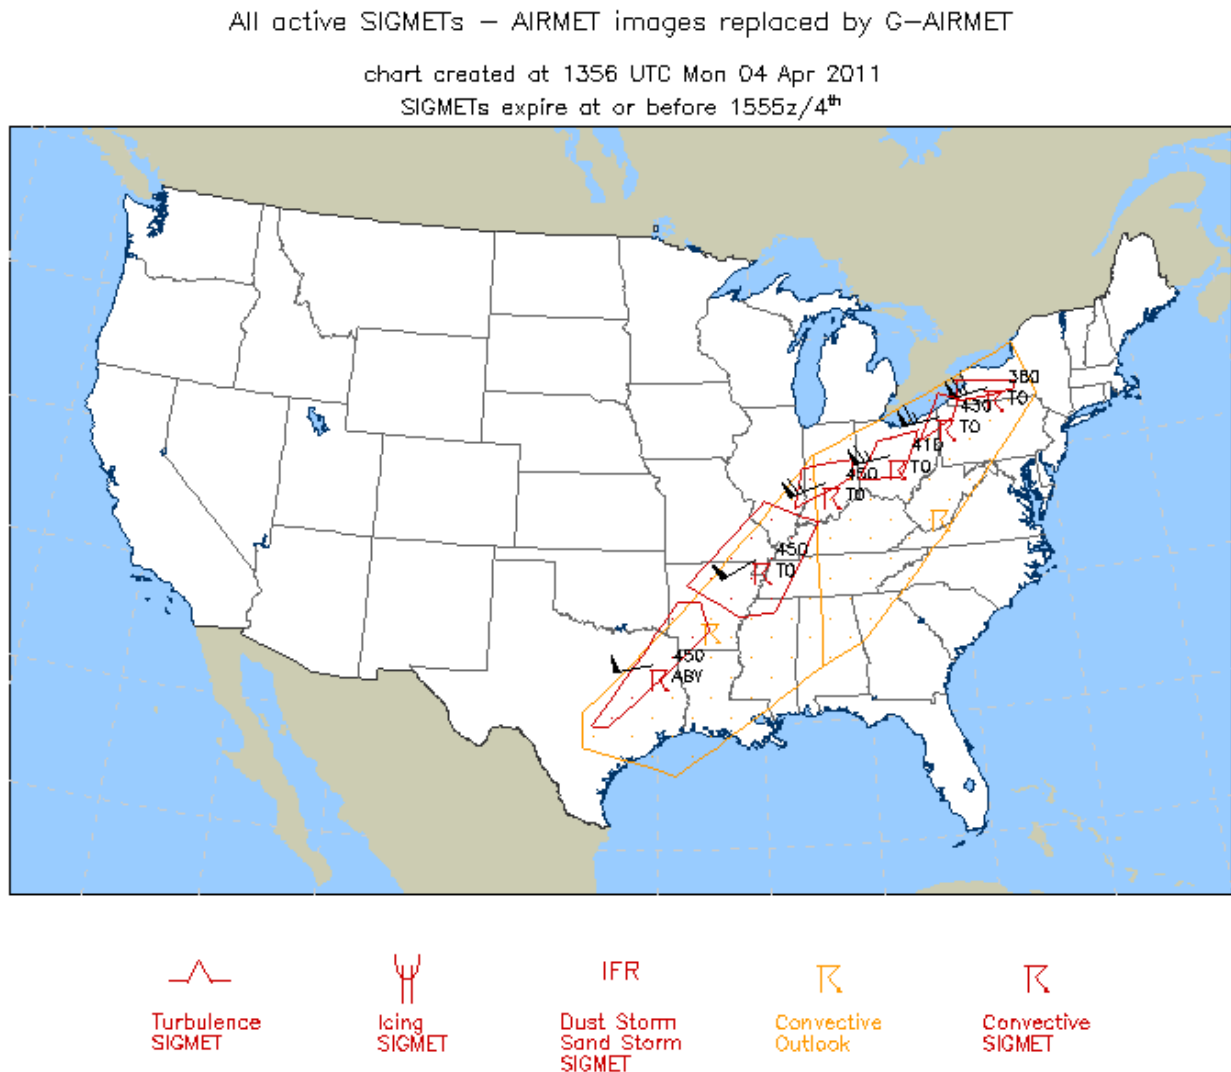 All active SIGMETs – AIRMET images replaced by G–AIRMET
chart created at 1356 UTC Mon 04 Apr 2011
SIGMETs expire at or before 1555z/4th
380
TO
430
TO
410
TO
450
TO
450
TO
450
ABV
IFR
Turbulence
SIGMET
Icing
SIGMET
Dust Storm
Sand Storm
SIGMET
Convective
Outlook
Convective
SIGMET